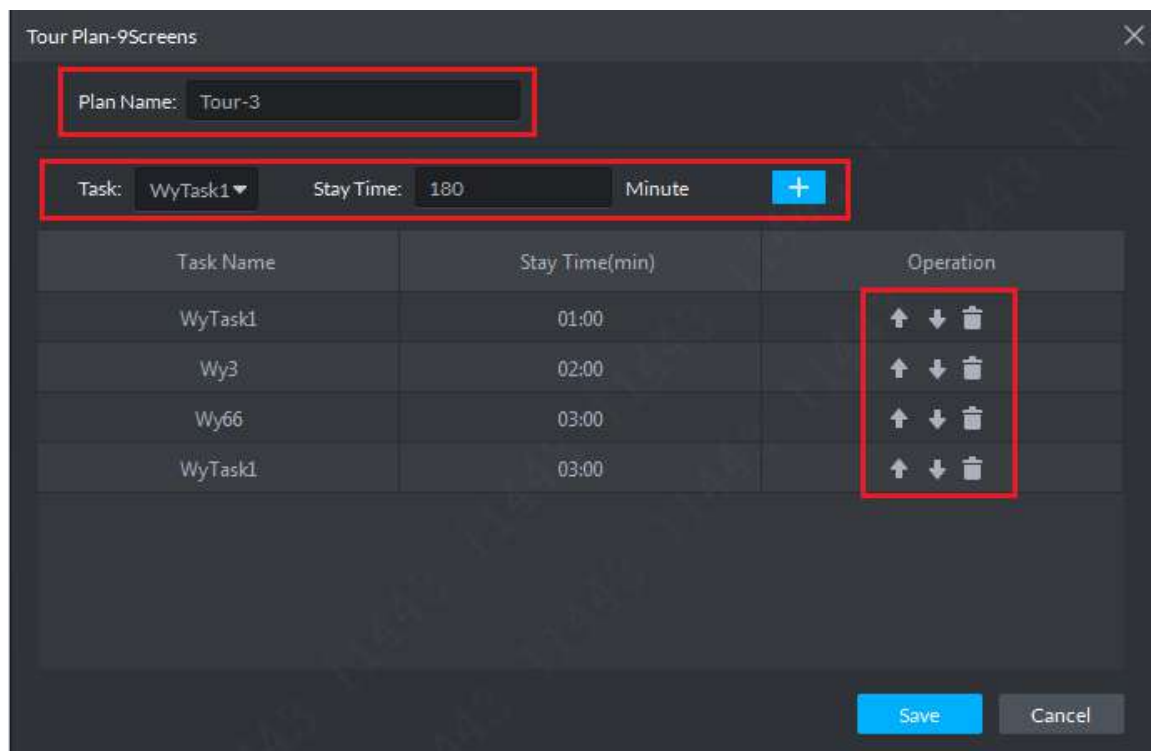 Tour Plan-9Screens
Plan Name: Tour-3
Task: WyTask1 Stay Time: 180 Minute
Task Name Stay Time(min) Operation
WyTask1 01:00
Wy3 02:00
Wy66 03:00
WyTask1 03:00
Save Cancel